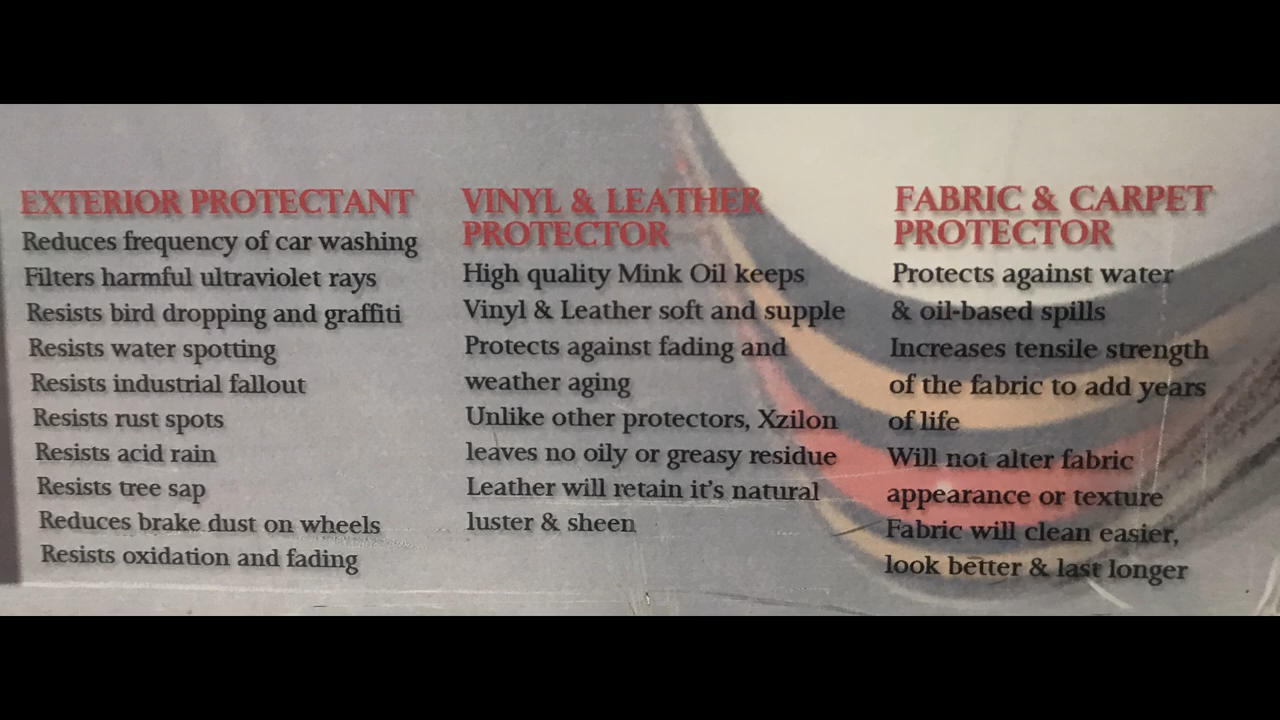 EXTERIOR PROTECTANT
Reduces frequency of car washing
Filters harmful ultraviolet rays
Resists bird dropping and graffiti
Resists water spotting
Resists industrial fallout
Resists rust spots
Resists acid rain
Resists tree sap
Reduces brake dust on wheels
Resists oxidation and fading
VINYL & LEATHER
PROTECTOR
High quality Mink Oil keeps
Vinyl & Leather soft and supple
Protects against fading and
weather aging
Unlike other protectors, Xzilon
leaves no oily or greasy residue
Leather will retain it's natural
luster & sheen
FABRIC & CARPET
PROTECTOR
Protects against water
& oil-based spills
Increases tensile strength
of the fabric to add years
of life
Will not alter fabric
appearance or texture
Fabric will clean easier,
look better & last longer